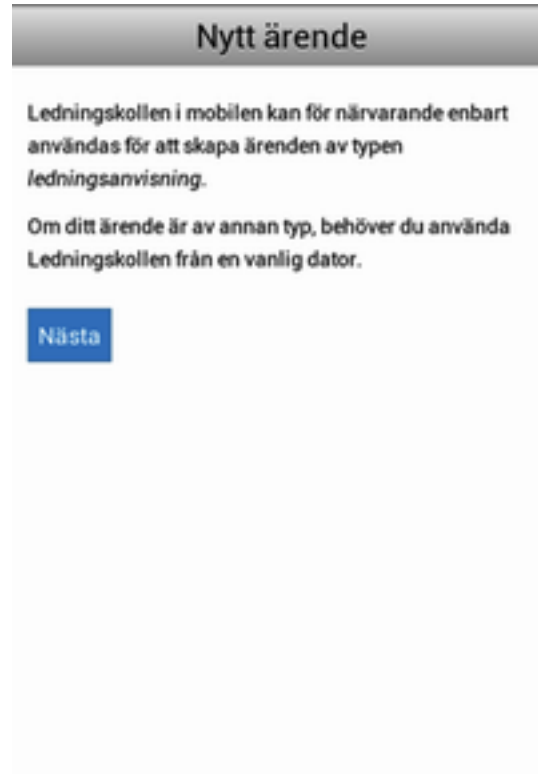 Nytt ärende
Ledningskollen i mobilen kan för närvarande enbart
användas för att skapa ärenden av typen
ledningsanvisning.
Om ditt ärende är av annan typ, behöver du använda
Ledningskollen från en vanlig dator.
Nästa